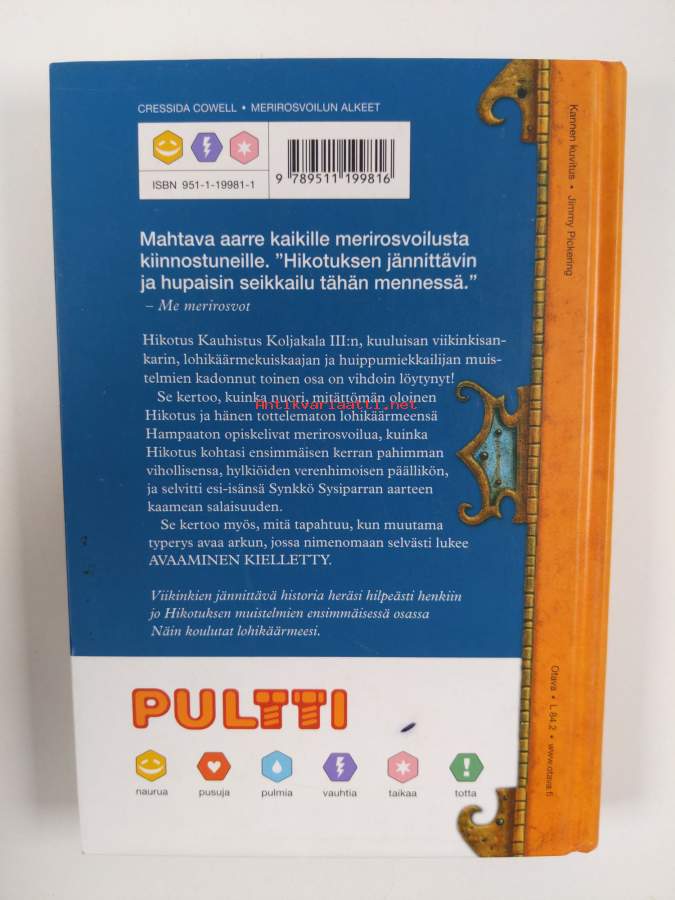 CRESSIDA COWELL • MERIROSVOILUN ALKEET
ISBN 951-1-19981-1
9 789511 199816
Mahtava aarre kaikille merirosvoilusta
kiinnostuneille. ”Hikotuksen jännittävin
ja hupaisin seikkailu tähän mennessä.”
– Me merirosvot
Hikotus Kauhistus Koljakala III:n, kuuluisan viikinkisan-
karin, lohikäärmekuiskaajan ja huippumiekkailijan muis-
telmien kadonnut toinen osa on vihdoin löytynyt!
Se kertoo, kuinka nuori, mitättömän oloinen
Antikvariaatti.net
Hikotus ja hänen tottelematon lohikäärmeensä
Hampaaton opiskelivat merirosvoilua, kuinka
Hikotus kohtasi ensimmäisen kerran pahimman
vihollisensa, hylkiöiden verenhimoisen päällikön,
ja selvitti esi-isänsä Synkkö Sysiparran aarteen
kaamean salaisuuden.
Se kertoo myös, mitä tapahtuu, kun muutama
typerys avaa arkun, jossa nimenomaan selvästi lukee
AVAAMINEN KIELLETTY.
Viikinkien jännittävä historia heräsi hilpeästi henkiin
jo Hikotuksen muistelmien ensimmäisessä osassa
Näin koulutat lohikäärmeesi.
PULTTI
naurua pusuja pulmia vauhtia taikaa totta
Kannen kuvitus • Jimmy Pickering
Otava • L 84.2 • www.otava.fi